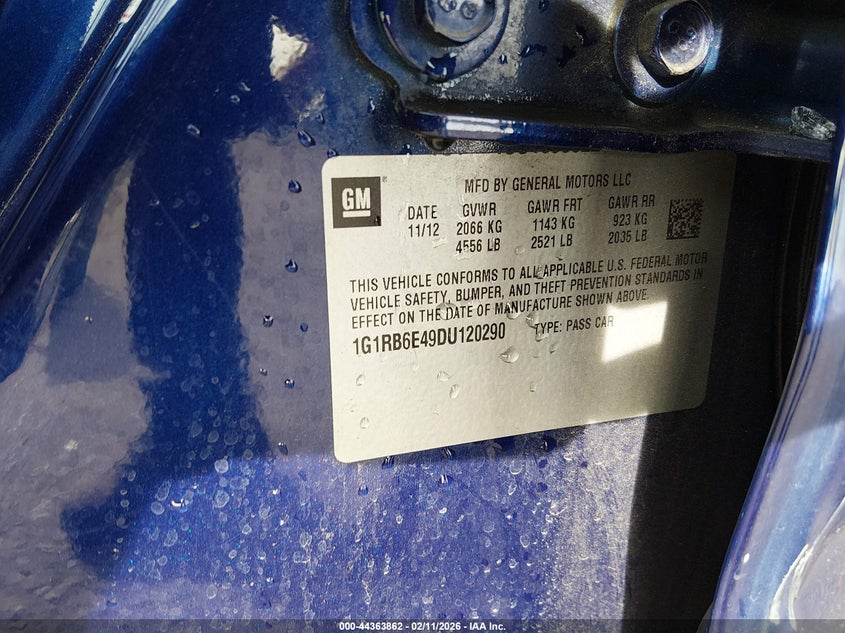 GM
MFD BY GENERAL MOTORS LLC
DATE GVWR GAWR FRT GAWR RR
11/12 2066 KG 1143 KG 923 KG
4556 LB 2521 LB 2035 LB
THIS VEHICLE CONFORMS TO ALL APPLICABLE U.S. FEDERAL MOTOR
VEHICLE SAFETY, BUMPER, AND THEFT PREVENTION STANDARDS IN
EFFECT ON THE DATE OF MANUFACTURE SHOWN ABOVE.
1G1RB6E49DU120290 TYPE: PASS CAR
000-44363862 - 02/11/2026 - IAA Inc.